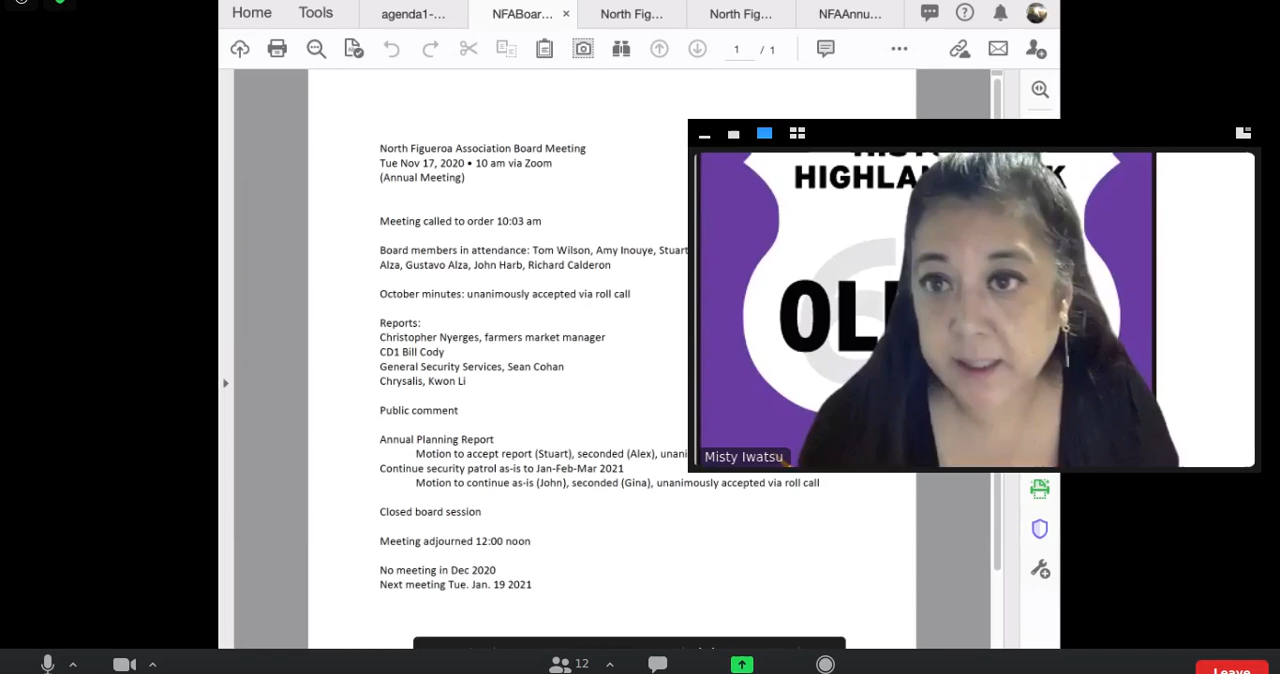 Home
Tools
agenda1-...
NFABoar...
North Fig...
North Fig...
NFAAnnu...
1 / 1
North Figueroa Association Board Meeting
Tue Nov 17, 2020 • 10 am via Zoom
(Annual Meeting)
Meeting called to order 10:03 am
Board members in attendance: Tom Wilson, Amy Inouye, Stuart
Alza, Gustavo Alza, John Harb, Richard Calderon
October minutes: unanimously accepted via roll call
Reports:
Christopher Nyerges, farmers market manager
CD1 Bill Cody
General Security Services, Sean Cohan
Chrysalis, Kwon Li
Public comment
Annual Planning Report
Motion to accept report (Stuart), seconded (Alex), unani
Continue security patrol as-is to Jan-Feb-Mar 2021
Motion to continue as-is (John), seconded (Gina), unanimously accepted via roll call
Closed board session
Meeting adjourned 12:00 noon
No meeting in Dec 2020
Next meeting Tue. Jan. 19 2021
HIGHLA K
6
OL
Misty Iwatsu
12
Leave